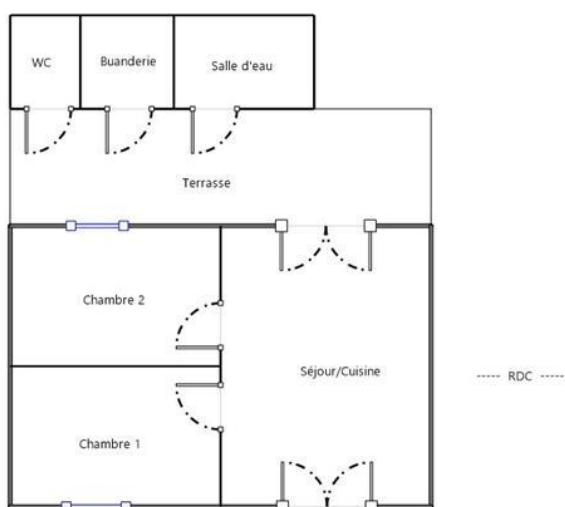 WC
Buanderie
Salle d'eau
Terrasse
Chambre 2
Séjour/Cuisine
RDC
Chambre 1